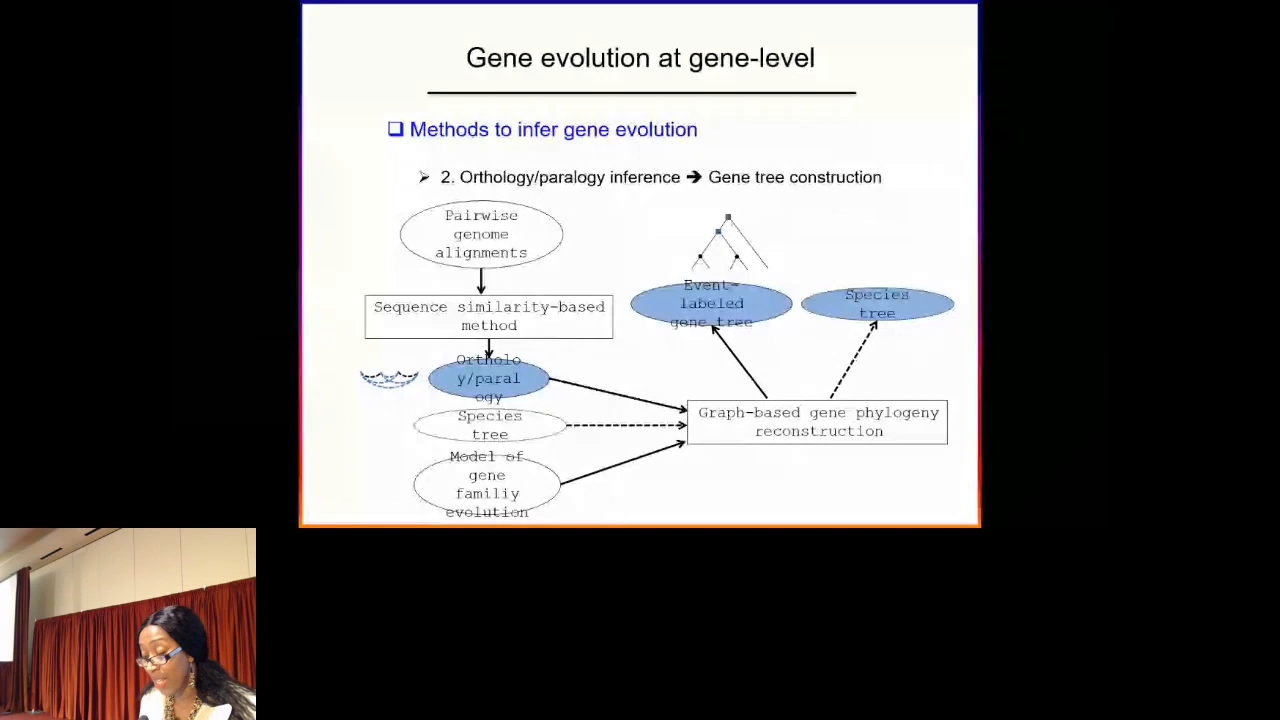 Gene evolution at gene-level
Methods to infer gene evolution
2. Orthology/paralogy inference ➔ Gene tree construction
Pairwise
genome
alignments
Sequence similarity-based
method
Ortholo
y/paral
ogy
Species
tree
Model of
gene
familiy
evolution
Event-
labeled
gene tree
Species
tree
Graph-based gene phylogeny
reconstruction